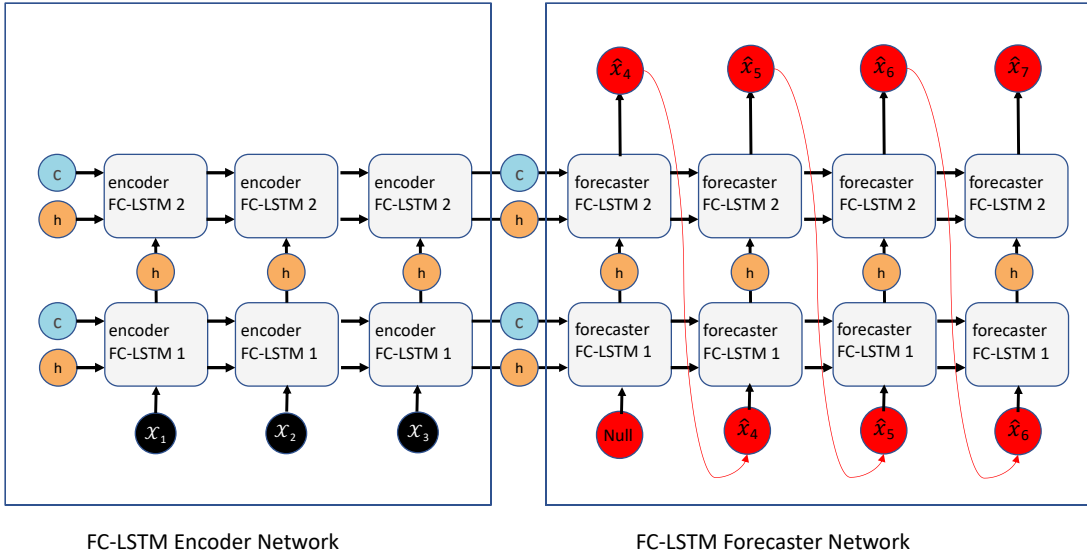 x̂₄ x̂₅ x̂₆ x̂₇
C
encoder
FC-LSTM 2
encoder
FC-LSTM 2
encoder
FC-LSTM 2
C
forecaster
FC-LSTM 2
forecaster
FC-LSTM 2
forecaster
FC-LSTM 2
forecaster
FC-LSTM 2
h
h
h h h h h h h
C
encoder
FC-LSTM 1
encoder
FC-LSTM 1
encoder
FC-LSTM 1
C
forecaster
FC-LSTM 1
forecaster
FC-LSTM 1
forecaster
FC-LSTM 1
forecaster
FC-LSTM 1
h
h
x₁ x₂ x₃ Null x̂₄ x̂₅ x̂₆
FC-LSTM Encoder Network
FC-LSTM Forecaster Network